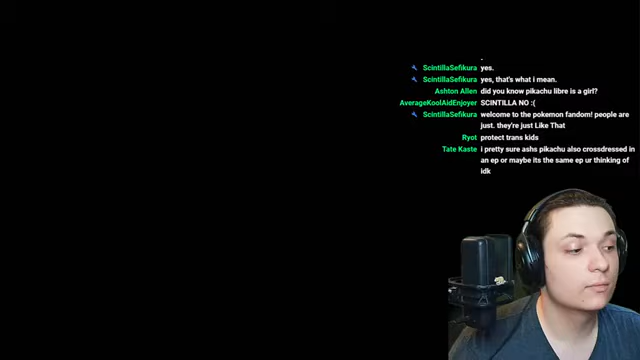 .
ScintillaSefikura yes.
ScintillaSefikura yes, that's what i mean.
Ashton Allen did you know pikachu libre is a girl?
AverageKoolAidEnjoyer SCINTILLA NO :(
ScintillaSefikura welcome to the pokemon fandom! people are
just. they're just Like That
Ryot protect trans kids
Tate Kaste i pretty sure ashs pikachu also crossdressed in
an ep or maybe its the same ep ur thinking of
idk